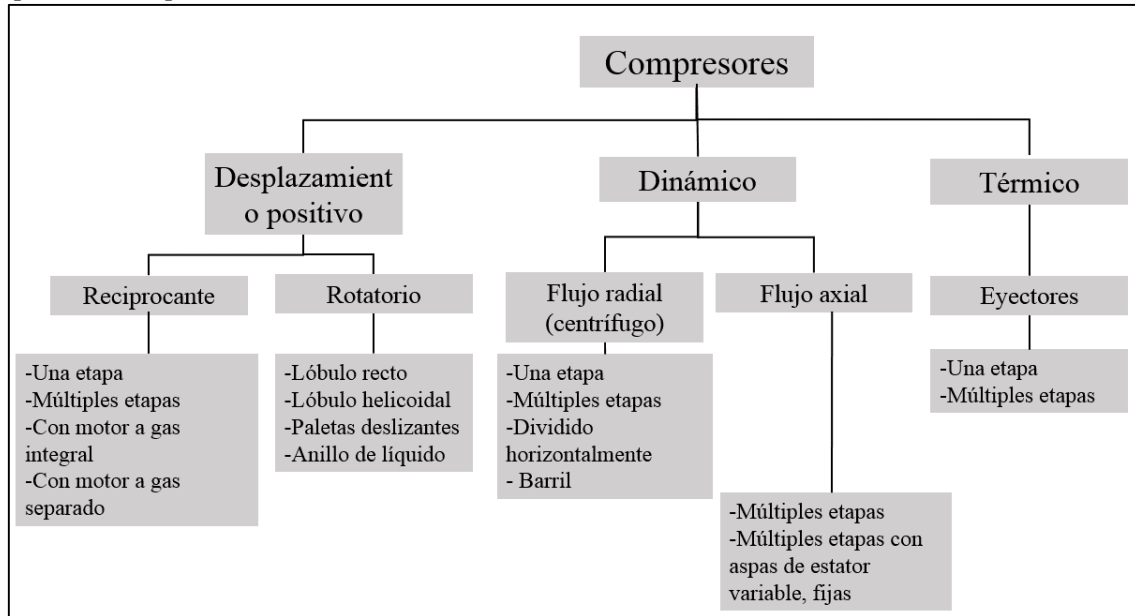 Compresores
Desplazamient
o positivo
Dinámico
Térmico
Reciprocante
Rotatorio
Flujo radial
(centrífugo)
Flujo axial
Eyectores
-Una etapa
-Múltiples etapas
-Con motor a gas
integral
-Con motor a gas
separado
-Lóbulo recto
-Lóbulo helicoidal
-Paletas deslizantes
-Anillo de líquido
-Una etapa
-Múltiples etapas
-Dividido
horizontalmente
- Barril
-Múltiples etapas
-Múltiples etapas con
aspas de estator
variable, fijas
-Una etapa
-Múltiples etapas